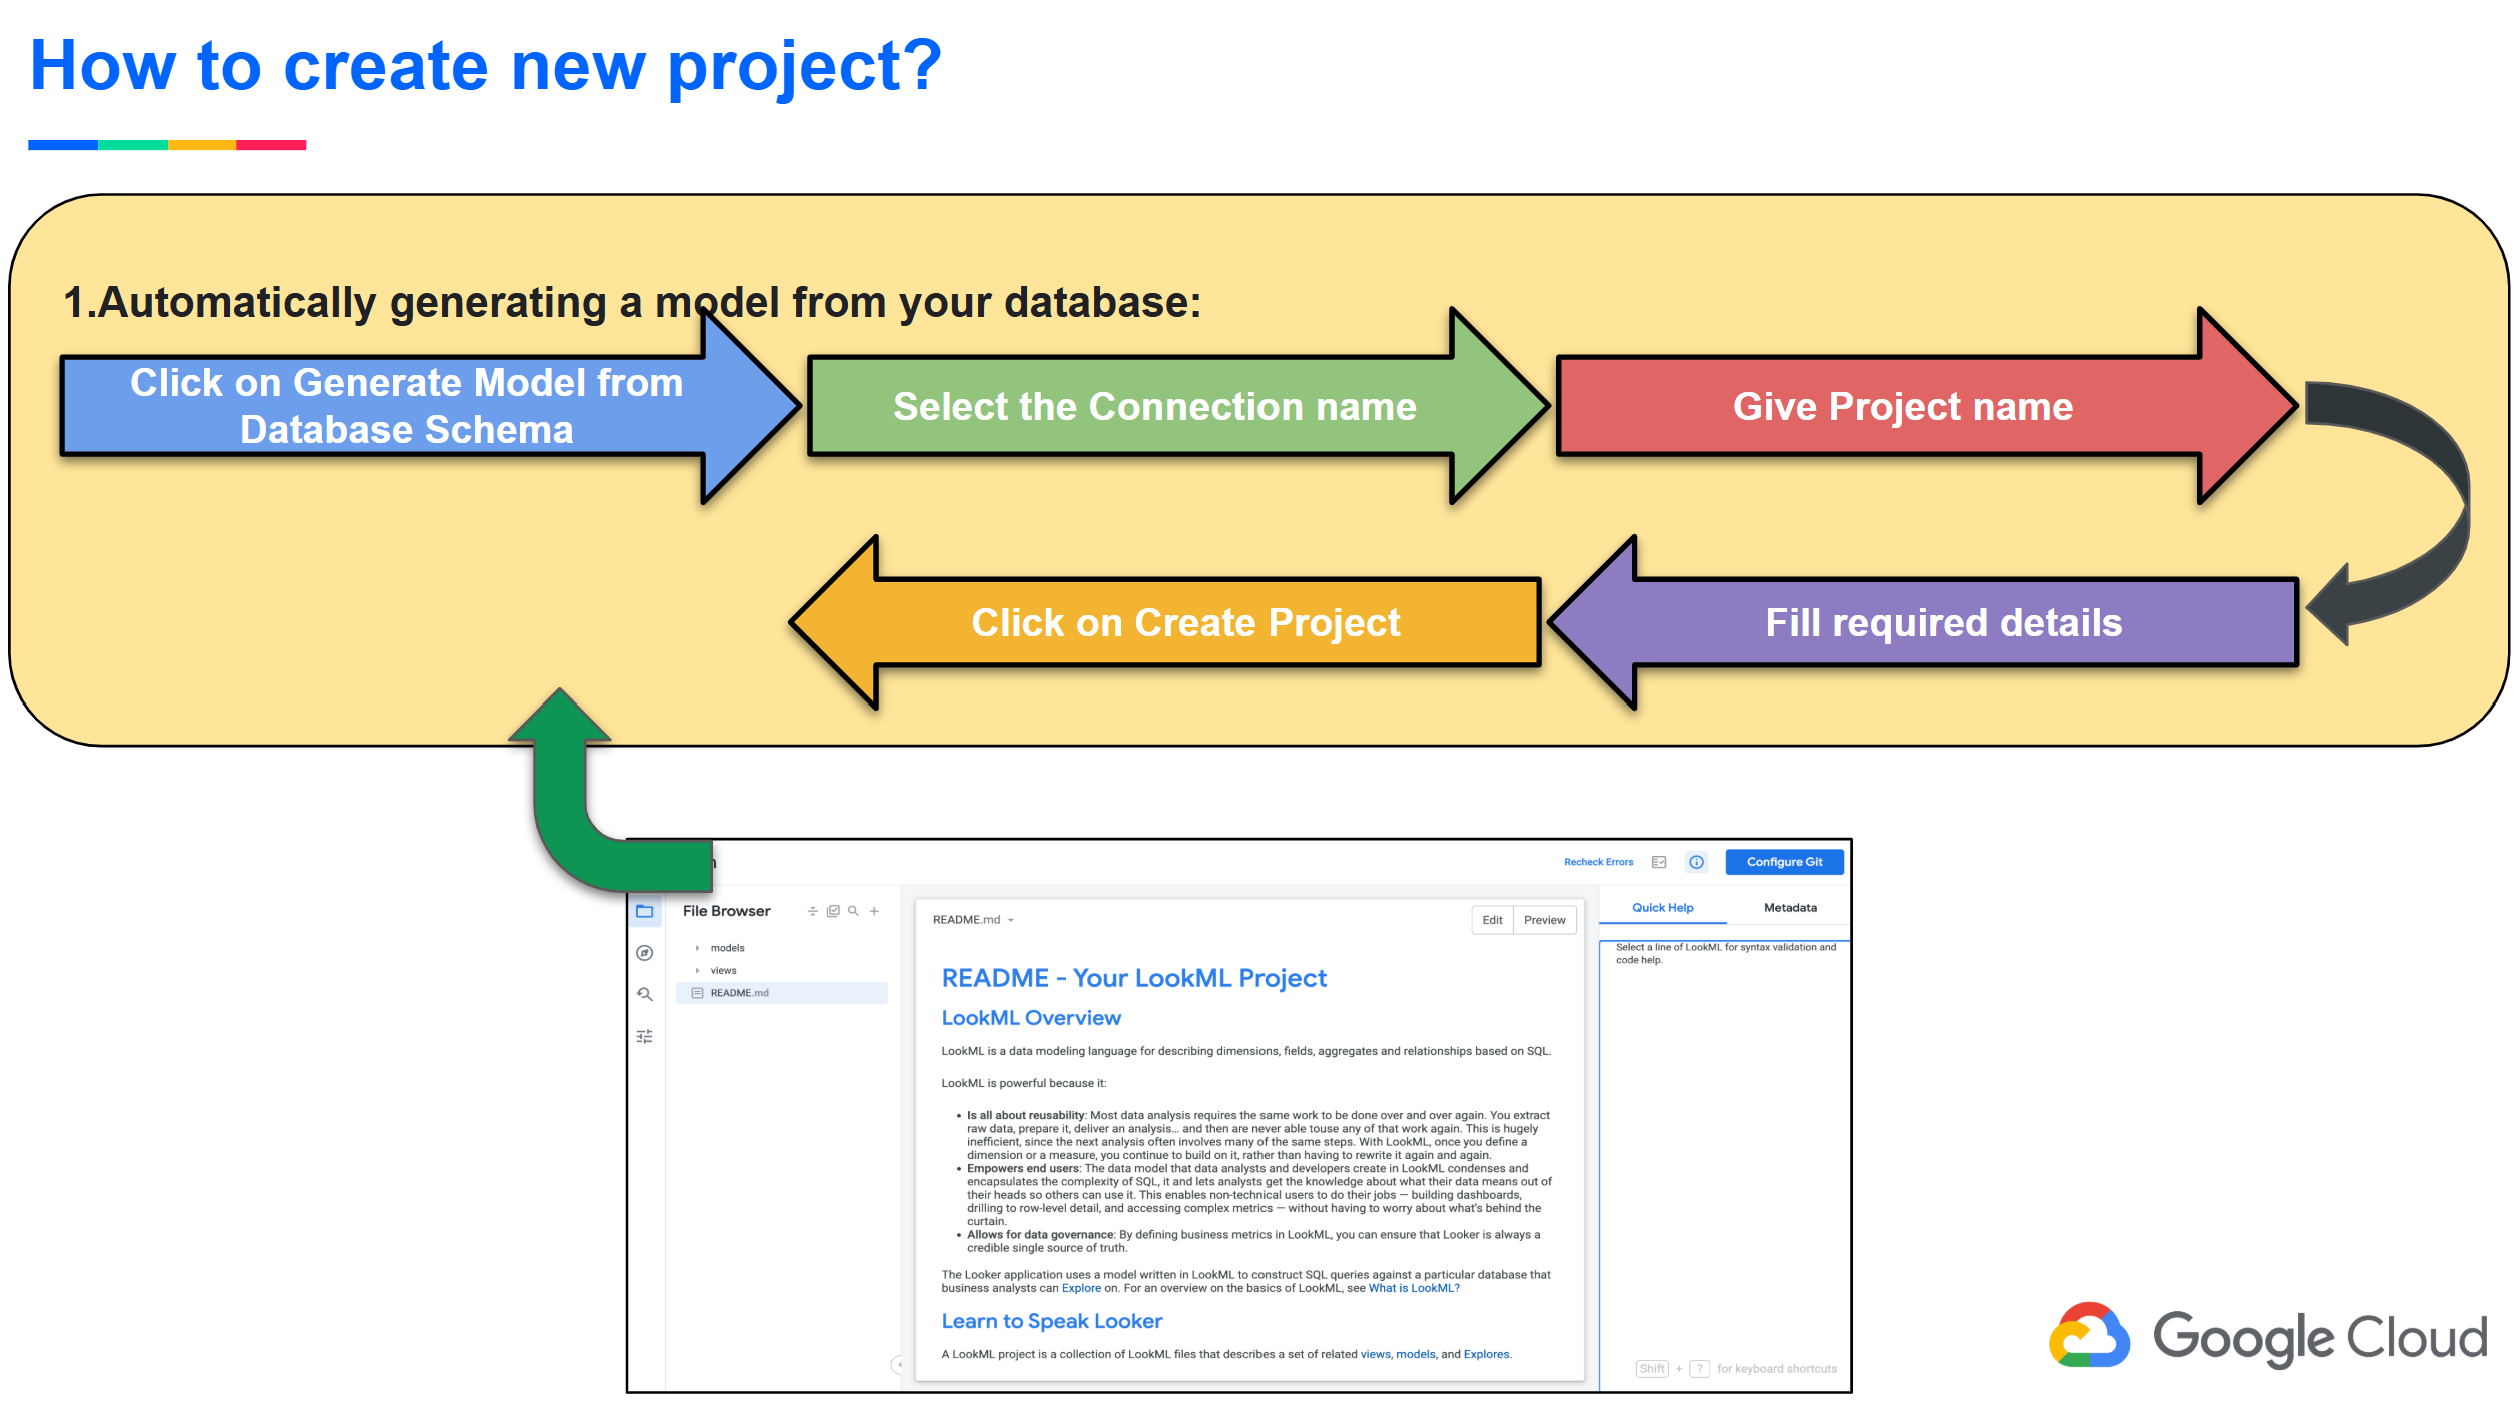 How to create new project?
1.Automatically generating a model from your database:
Click on Generate Model from
Database Schema
Select the Connection name
Give Project name
Fill required details
Click on Create Project
Recheck Errors
Configure Git
File Browser
models
views
README.md
README.md
Edit
Preview
README - Your LookML Project
LookML Overview
LookML is a data modeling language for describing dimensions, fields, aggregates and relationships based on SQL.
LookML is powerful because it:
• Is all about reusability: Most data analysis requires the same work to be done over and over again. You extract
raw data, prepare it, deliver an analysis... and then are never able touse any of that work again. This is hugely
inefficient, since the next analysis often involves many of the same steps. With LookML, once you define a
dimension or a measure, you continue to build on it, rather than having to rewrite it again and again.
• Empowers end users: The data model that data analysts and developers create in LookML condenses and
encapsulates the complexity of SQL, it and lets analysts get the knowledge about what their data means out of
their heads so others can use it. This enables non-technical users to do their jobs — building dashboards,
drilling to row-level detail, and accessing complex metrics — without having to worry about what's behind the
curtain.
• Allows for data governance: By defining business metrics in LookML, you can ensure that Looker is always a
credible single source of truth.
The Looker application uses a model written in LookML to construct SQL queries against a particular database that
business analysts can Explore on. For an overview on the basics of LookML, see What is LookML?
Learn to Speak Looker
A LookML project is a collection of LookML files that describes a set of related views, models, and Explores.
Quick Help
Metadata
Select a line of LookML for syntax validation and
code help.
Shift + ? for keyboard shortcuts
Google Cloud